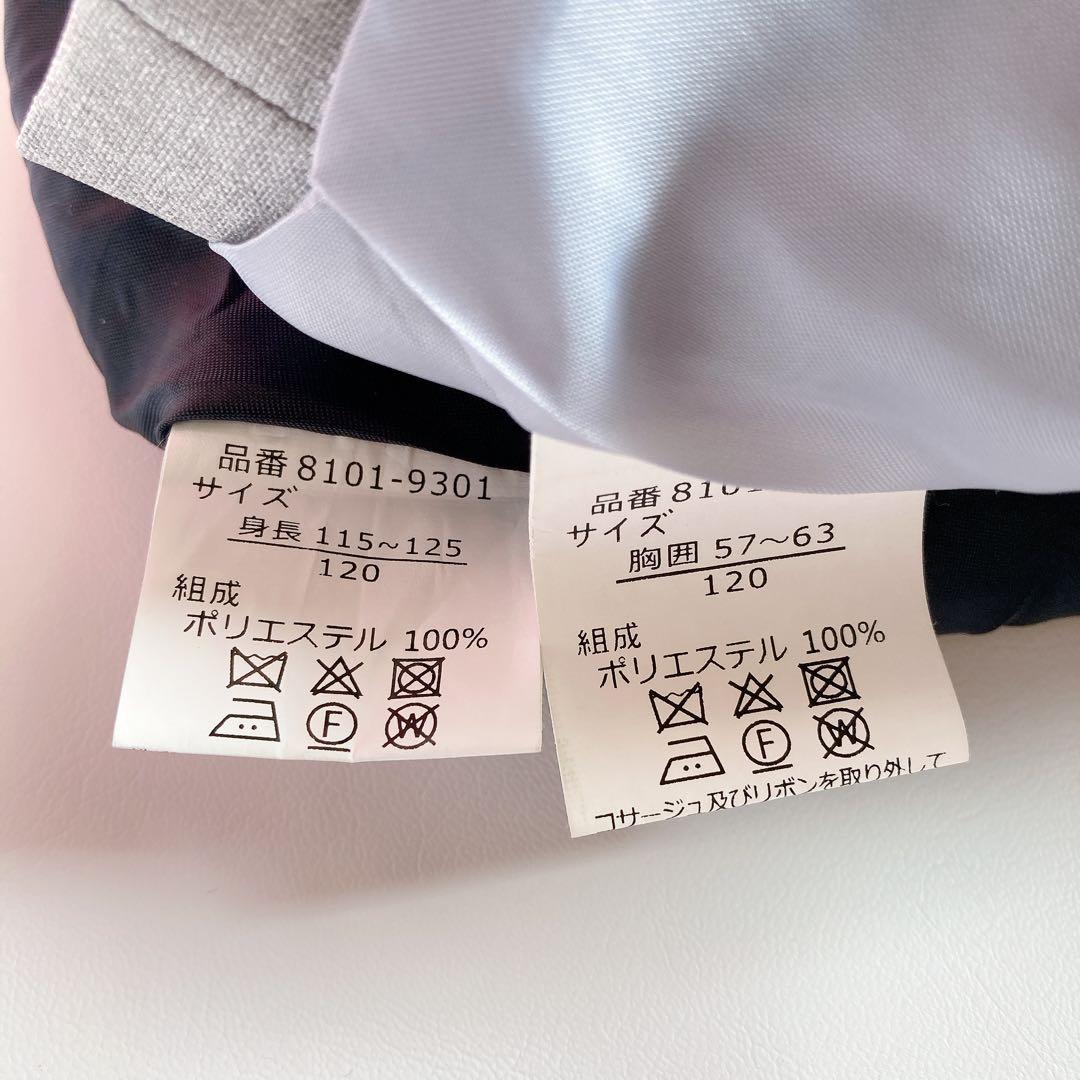 品番 8101-9301
サイズ
身長 115~125
120
組成
ポリエステル 100%
F
W
品番 8101
サイズ
胸囲 57~63
120
組成
ポリエステル 100%
F
W
コサージュ及びリボンを取り外して